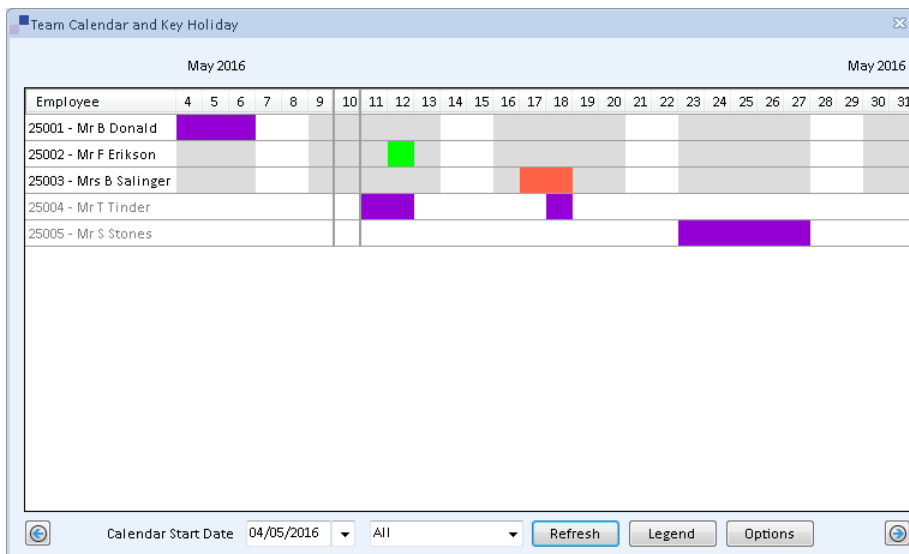 Team Calendar and Key Holiday
May 2016 May 2016
Employee 4 5 6 7 8 9 10 11 12 13 14 15 16 17 18 19 20 21 22 23 24 25 26 27 28 29 30 31
25001 - Mr B Donald
25002 - Mr F Erikson
25003 - Mrs B Salinger
25004 - Mr T Tinder
25005 - Mr S Stones
Calendar Start Date 04/05/2016 All Refresh Legend Options